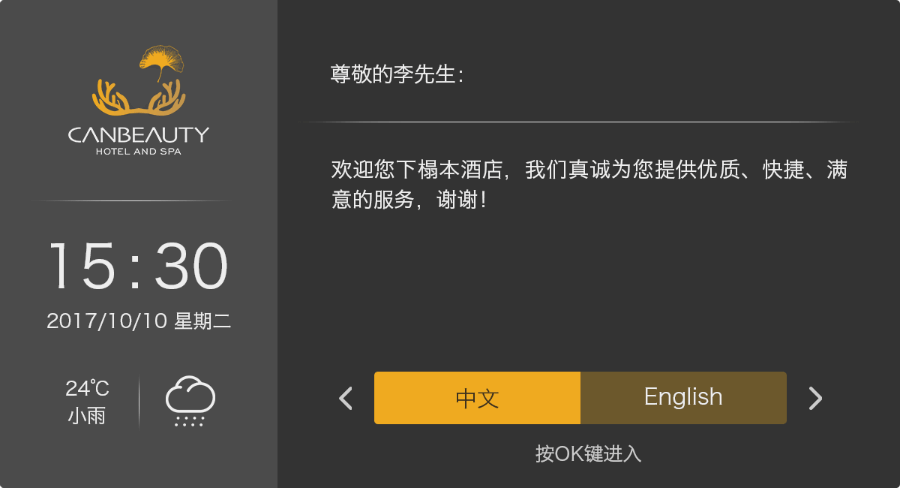 CANBEAUTY
HOTEL AND SPA
15:30
2017/10/10 星期二
24℃
小雨
尊敬的李先生：
欢迎您下榻本酒店，我们真诚为您提供优质、快捷、满
意的服务，谢谢！
中文
English
按OK键进入